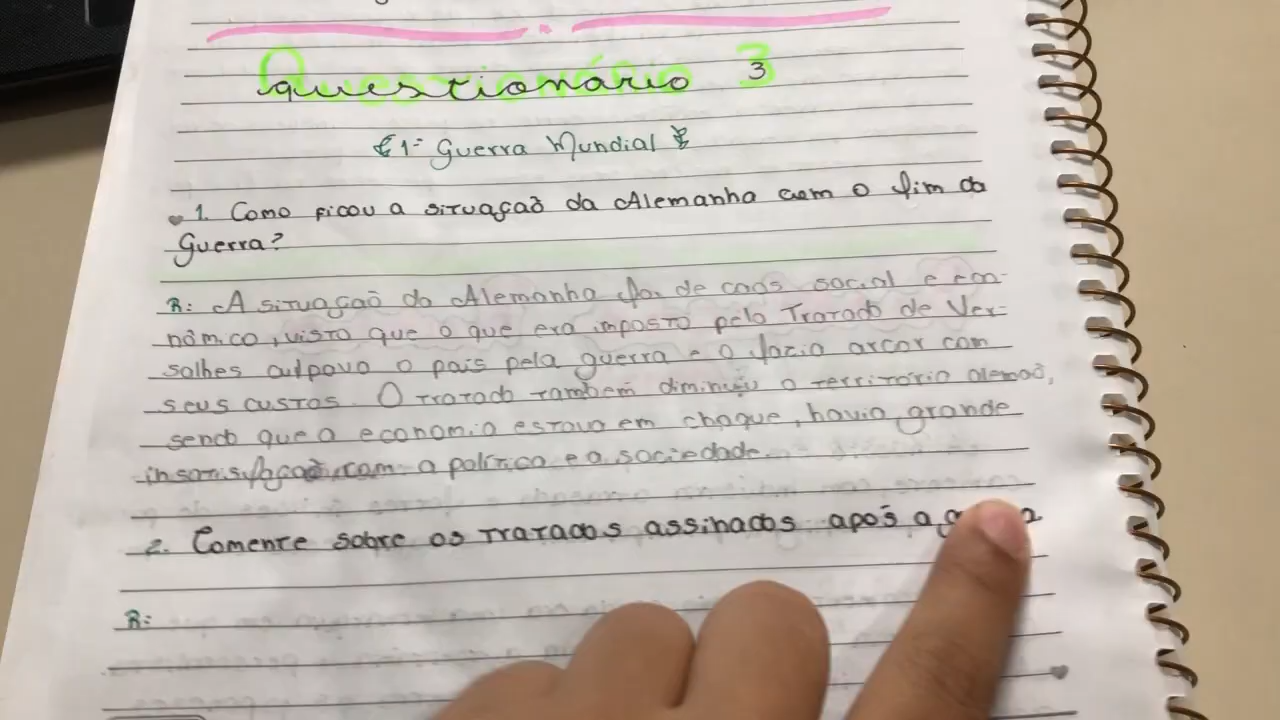 Questionário 3
1ª Guerra Mundial
1. Como ficou a situação da Alemanha com o fim da
Guerra?
R: A situação da Alemanha foi de caos social e eco-
nômico, visto que o que era imposto pelo Tratado de Ver-
salhes culpava o país pela guerra e o fazia arcar com
seus custos. O tratado também diminuiu o território alemão,
sendo que a economia estava em choque, havia grande
insatisfação com a política e a sociedade.
2. Comente sobre os tratados assinados após a
R: